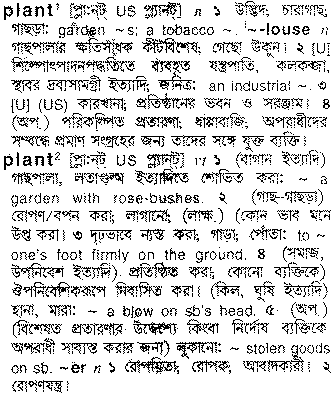 plant¹ [প্লা:ন্ট্ US প্ল্যান্ট্] n ১ উদ্ভিদ; চারাগাছ;
গাছড়া: garden ~s; a tobacco ~. '~-louse n
গাছপালার ক্ষতিসাধক কীটবিশেষ; গেছো উকুন। ২ [U]
শিল্পোৎপাদনপদ্ধতিতে ব্যবহৃত যন্ত্রপাতি, কলকব্জা,
স্থাবর দ্রব্যসামগ্রী ইত্যাদি; জনিত্র: an industrial ~ ৩
[U] (US) কারখানা; প্রতিষ্ঠানের ভবন ও সরঞ্জাম। ৪
(অপ.) পরিকল্পিত প্রতারণা; ধাপ্পাবাজি, অপরাধীদের
সম্বন্ধে প্রমাণ সংগ্রহের জন্য তাদের সঙ্গে যুক্ত ব্যক্তি।
plant² [প্লা:ন্ট্ US প্ল্যান্ট্] vt ১ (বাগান ইত্যাদি)
গাছপালা, লতাগুল্ম ইত্যাদিতে শোভিত করা: ~ a
garden with rose-bushes. ২ (গাছ-গাছড়া)
রোপণ/বপন করা; লাগানো; (লাক্ষ.) (কোন ভাব মনে)
উপ্ত করা। ৩ দৃঢ়ভাবে ন্যস্ত করা; গাড়া; পোঁতা: to ~
one's foot firmly on the ground. ৪ (সমাজ,
উপনিবেশ ইত্যাদি) প্রতিষ্ঠিত করা; কোনো ব্যক্তিকে
ঔপনিবেশিকরূপে নিবাসিত করা। (কিল, ঘুষি ইত্যাদি)
হানা, মারা: ~ a blow on sb's head. ৫ (অপ.)
(বিশেষত প্রতারণার উদ্দেশ্যে কিংবা নির্দোষ ব্যক্তিকে
অপরাধী সাব্যস্ত করার জন্য) লুকানো: ~ stolen goods
on sb. ~er n ১ রোপয়িতা; রোপক; আবাদকারী। ২
রোপণযন্ত্র।